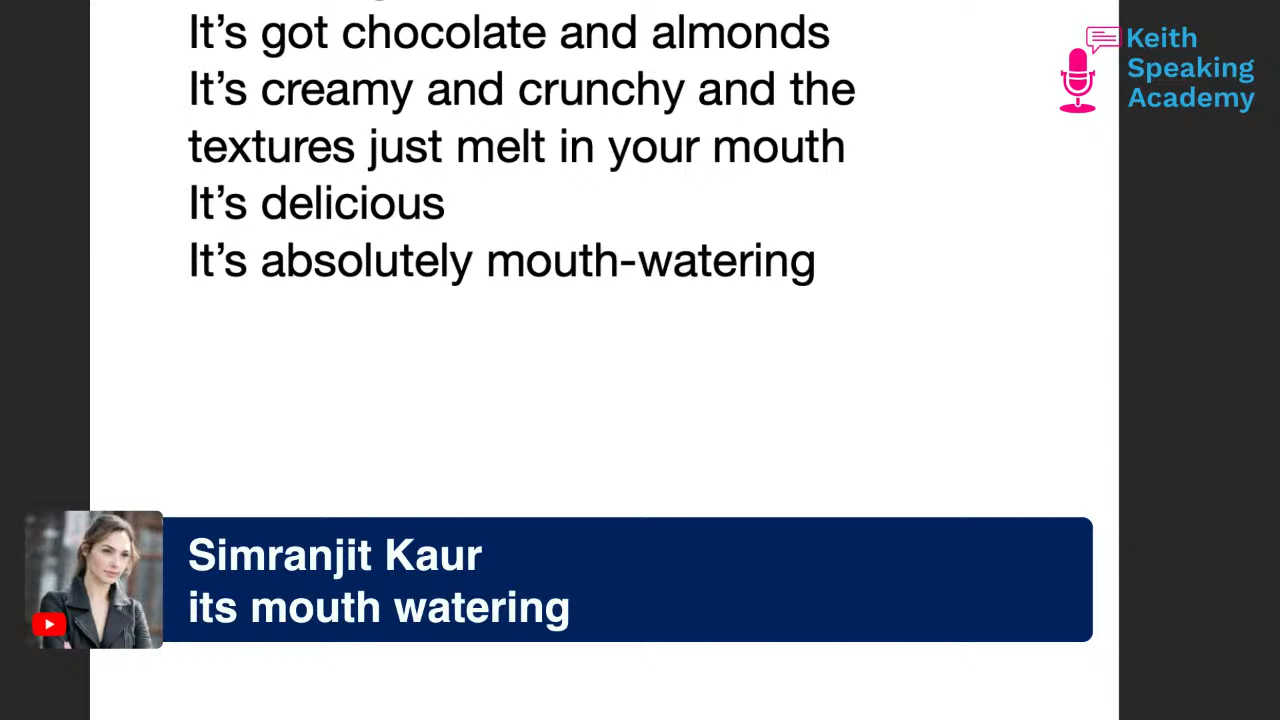 It's got chocolate and almonds
It's creamy and crunchy and the
textures just melt in your mouth
It's delicious
It's absolutely mouth-watering
Keith
Speaking
Academy
Simranjit Kaur
its mouth watering